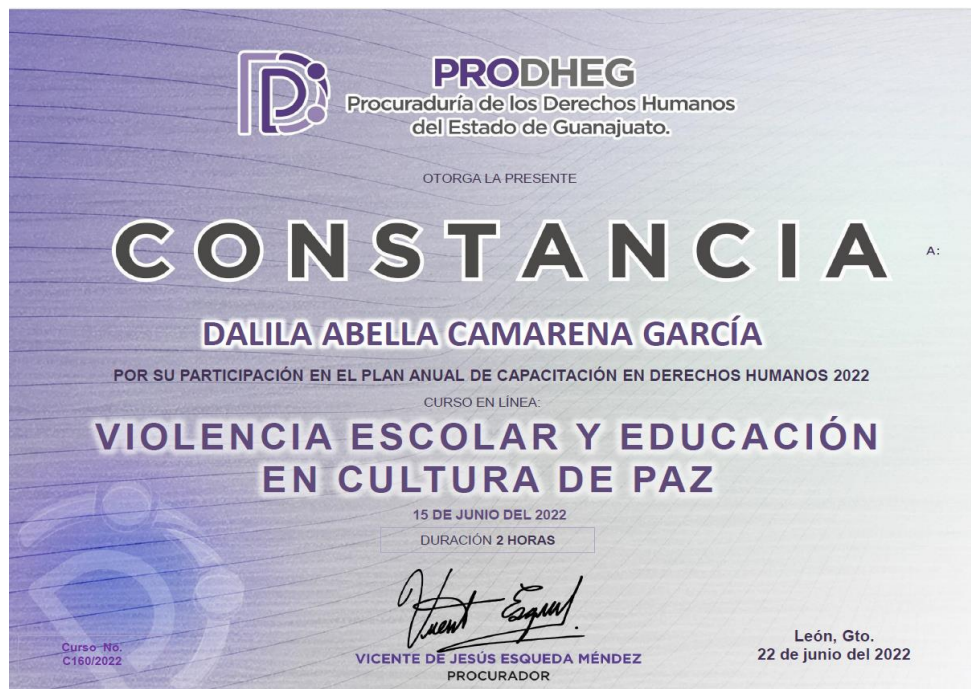 PRODHEG
Procuraduría de los Derechos Humanos
del Estado de Guanajuato.
OTORGA LA PRESENTE
CONSTANCIA A:
DALILA ABELLA CAMARENA GARCÍA
POR SU PARTICIPACIÓN EN EL PLAN ANUAL DE CAPACITACIÓN EN DERECHOS HUMANOS 2022
CURSO EN LÍNEA:
VIOLENCIA ESCOLAR Y EDUCACIÓN
EN CULTURA DE PAZ
15 DE JUNIO DEL 2022
DURACIÓN 2 HORAS
VICENTE DE JESÚS ESQUEDA MÉNDEZ
PROCURADOR
Curso No.
C160/2022
León, Gto.
22 de junio del 2022